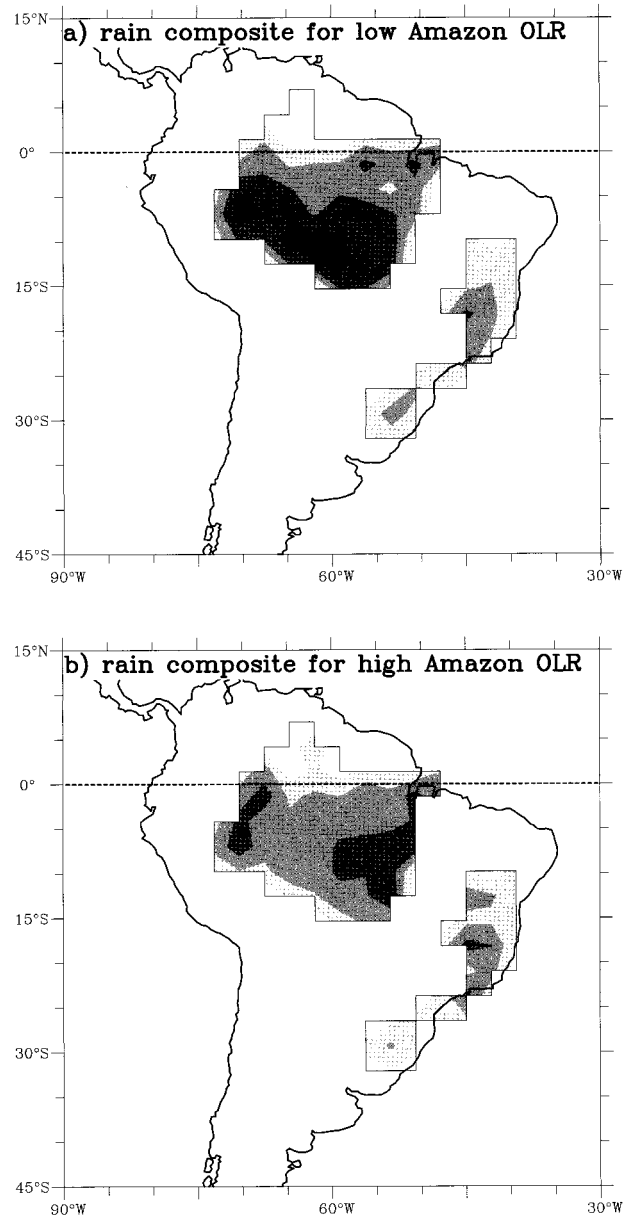 a) rain composite for low Amazon OLR
15°N
0°
15°S
30°S
45°S
90°W 60°W 30°W
b) rain composite for high Amazon OLR
15°N
0°
15°S
30°S
45°S
90°W 60°W 30°W